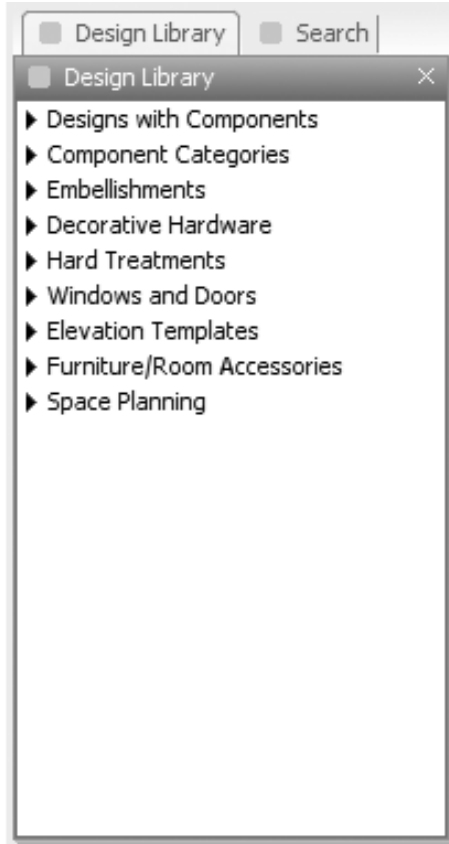 Design Library Search
Design Library
Designs with Components
Component Categories
Embellishments
Decorative Hardware
Hard Treatments
Windows and Doors
Elevation Templates
Furniture/Room Accessories
Space Planning